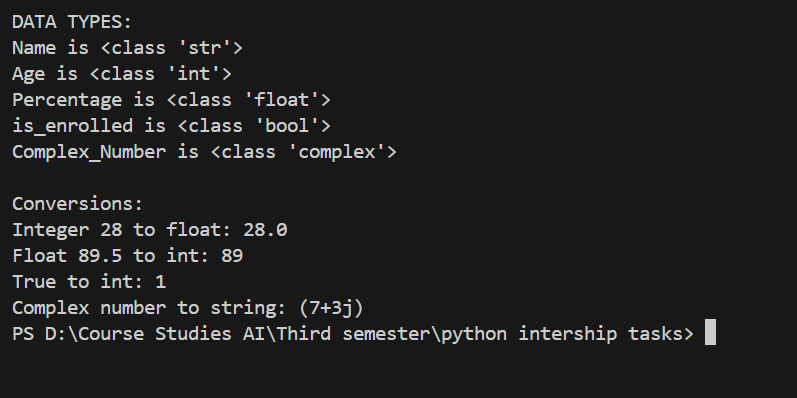 DATA TYPES:
Name is <class 'str'>
Age is <class 'int'>
Percentage is <class 'float'>
is_enrolled is <class 'bool'>
Complex_Number is <class 'complex'>

Conversions:
Integer 28 to float: 28.0
Float 89.5 to int: 89
True to int: 1
Complex number to string: (7+3j)
PS D:\Course Studies AI\Third semester\python intership tasks>